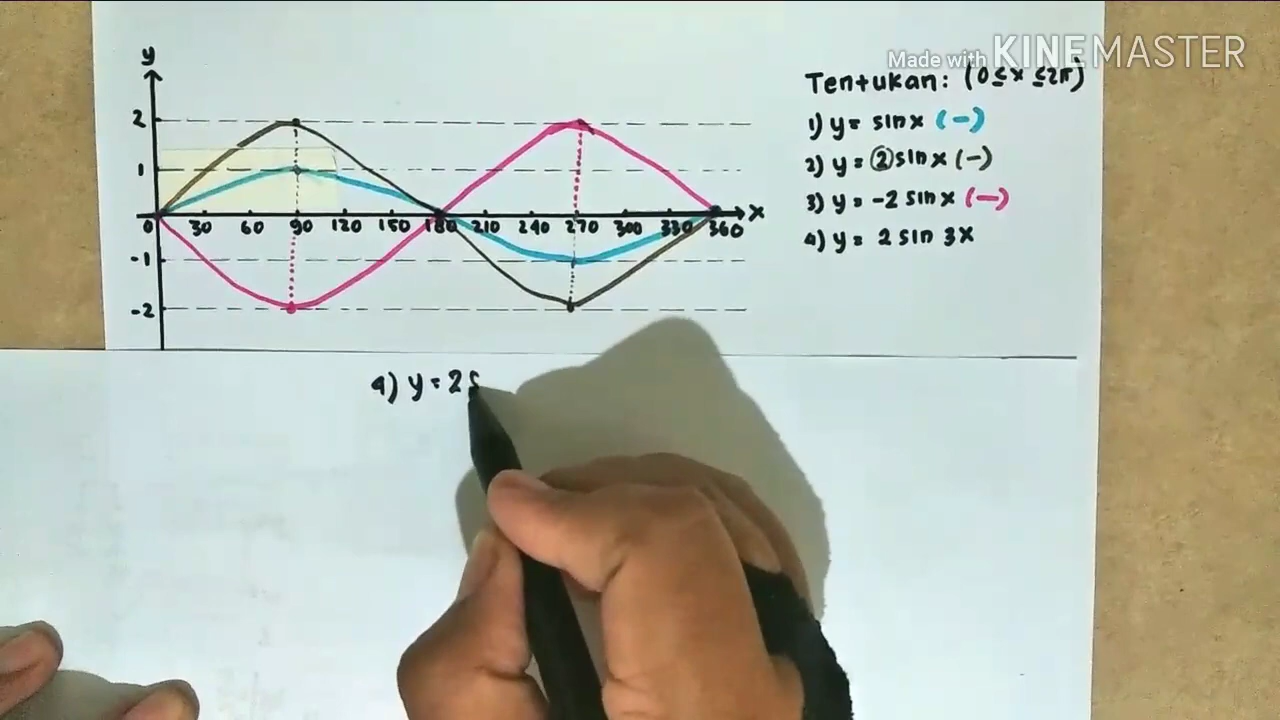 Made with KINEMASTER
Tentukan: (0 ≤ x ≤ 2π)
1) y = sin x (−)
2) y = 2 sin x (−)
3) y = -2 sin x (−)
4) y = 2 sin 3x
y
2
1
0 30 60 90 120 150 180 210 240 270 300 330 360 x
-1
-2
4) y = 2 s